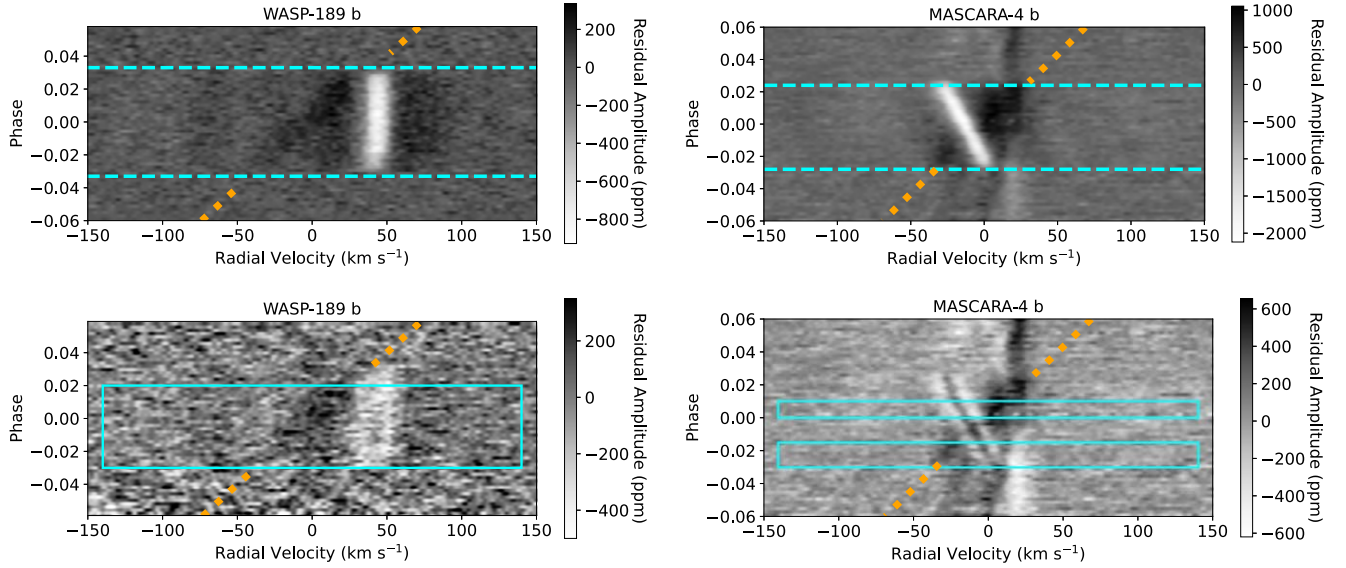 WASP-189 b
0.04
0.02
0.00
−0.02
−0.04
−0.06
Phase
−150 −100 −50 0 50 100 150
Radial Velocity (km s⁻¹)
200
0
−200
−400
−600
−800
Residual Amplitude (ppm)
MASCARA-4 b
0.06
0.04
0.02
0.00
−0.02
−0.04
−0.06
Phase
−150 −100 −50 0 50 100 150
Radial Velocity (km s⁻¹)
1000
500
0
−500
−1000
−1500
−2000
Residual Amplitude (ppm)
WASP-189 b
0.04
0.02
0.00
−0.02
−0.04
Phase
−150 −100 −50 0 50 100 150
Radial Velocity (km s⁻¹)
200
0
−200
−400
Residual Amplitude (ppm)
MASCARA-4 b
0.06
0.04
0.02
0.00
−0.02
−0.04
−0.06
Phase
−150 −100 −50 0 50 100 150
Radial Velocity (km s⁻¹)
600
400
200
0
−200
−400
−600
Residual Amplitude (ppm)